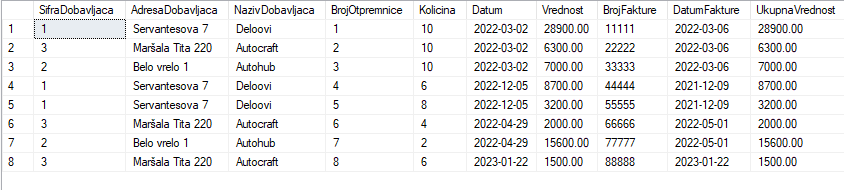 SifraDobavljaca AdresaDobavljaca NazivDobavljaca BrojOtpremnice Kolicina Datum Vrednost BrojFakture DatumFakture UkupnaVrednost
1 1 Servantesova 7 Deloovi 1 10 2022-03-02 28900.00 11111 2022-03-06 28900.00
2 3 Maršala Tita 220 Autocraft 2 10 2022-03-02 6300.00 22222 2022-03-06 6300.00
3 2 Belo vrelo 1 Autohub 3 10 2022-03-02 7000.00 33333 2022-03-06 7000.00
4 1 Servantesova 7 Deloovi 4 6 2022-12-05 8700.00 44444 2021-12-09 8700.00
5 1 Servantesova 7 Deloovi 5 8 2022-12-05 3200.00 55555 2021-12-09 3200.00
6 3 Maršala Tita 220 Autocraft 6 4 2022-04-29 2000.00 66666 2022-05-01 2000.00
7 2 Belo vrelo 1 Autohub 7 2 2022-04-29 15600.00 77777 2022-05-01 15600.00
8 3 Maršala Tita 220 Autocraft 8 6 2023-01-22 1500.00 88888 2023-01-22 1500.00